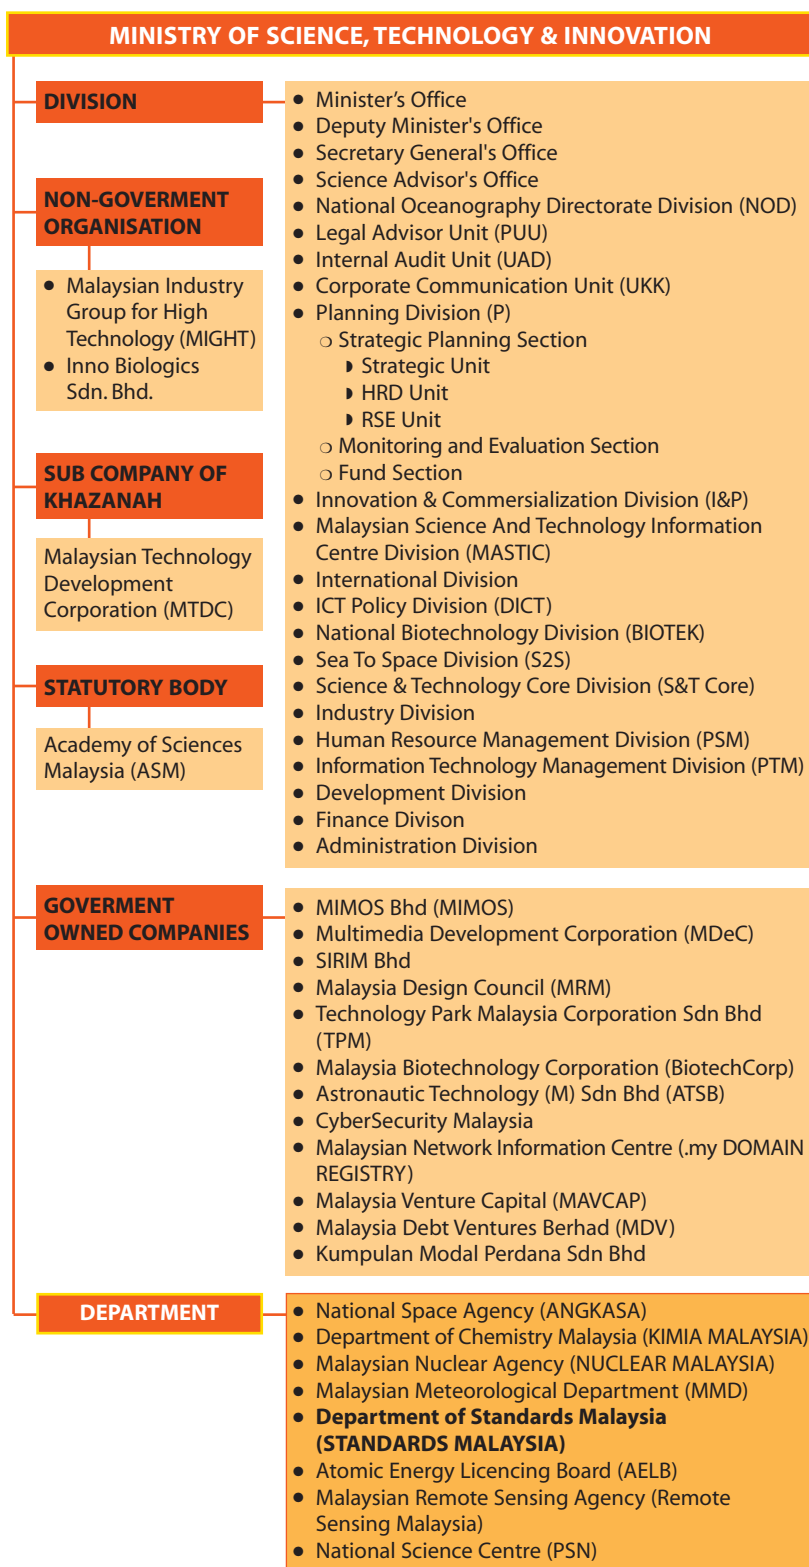 MINISTRY OF SCIENCE, TECHNOLOGY & INNOVATION
DIVISION
● Minister’s Office
● Deputy Minister's Office
● Secretary General's Office
● Science Advisor's Office
● National Oceanography Directorate Division (NOD)
● Legal Advisor Unit (PUU)
● Internal Audit Unit (UAD)
● Corporate Communication Unit (UKK)
● Planning Division (P)
❍ Strategic Planning Section
◗ Strategic Unit
◗ HRD Unit
◗ RSE Unit
❍ Monitoring and Evaluation Section
❍ Fund Section
● Innovation & Commersialization Division (I&P)
● Malaysian Science And Technology Information
Centre Division (MASTIC)
● International Division
● ICT Policy Division (DICT)
● National Biotechnology Division (BIOTEK)
● Sea To Space Division (S2S)
● Science & Technology Core Division (S&T Core)
● Industry Division
● Human Resource Management Division (PSM)
● Information Technology Management Division (PTM)
● Development Division
● Finance Divison
● Administration Division
NON-GOVERMENT
ORGANISATION
● Malaysian Industry
Group for High
Technology (MIGHT)
● Inno Biologics
Sdn. Bhd.
SUB COMPANY OF
KHAZANAH
Malaysian Technology
Development
Corporation (MTDC)
STATUTORY BODY
Academy of Sciences
Malaysia (ASM)
GOVERMENT
OWNED COMPANIES
● MIMOS Bhd (MIMOS)
● Multimedia Development Corporation (MDeC)
● SIRIM Bhd
● Malaysia Design Council (MRM)
● Technology Park Malaysia Corporation Sdn Bhd
(TPM)
● Malaysia Biotechnology Corporation (BiotechCorp)
● Astronautic Technology (M) Sdn Bhd (ATSB)
● CyberSecurity Malaysia
● Malaysian Network Information Centre (.my DOMAIN
REGISTRY)
● Malaysia Venture Capital (MAVCAP)
● Malaysia Debt Ventures Berhad (MDV)
● Kumpulan Modal Perdana Sdn Bhd
DEPARTMENT
● National Space Agency (ANGKASA)
● Department of Chemistry Malaysia (KIMIA MALAYSIA)
● Malaysian Nuclear Agency (NUCLEAR MALAYSIA)
● Malaysian Meteorological Department (MMD)
● Department of Standards Malaysia
(STANDARDS MALAYSIA)
● Atomic Energy Licencing Board (AELB)
● Malaysian Remote Sensing Agency (Remote
Sensing Malaysia)
● National Science Centre (PSN)